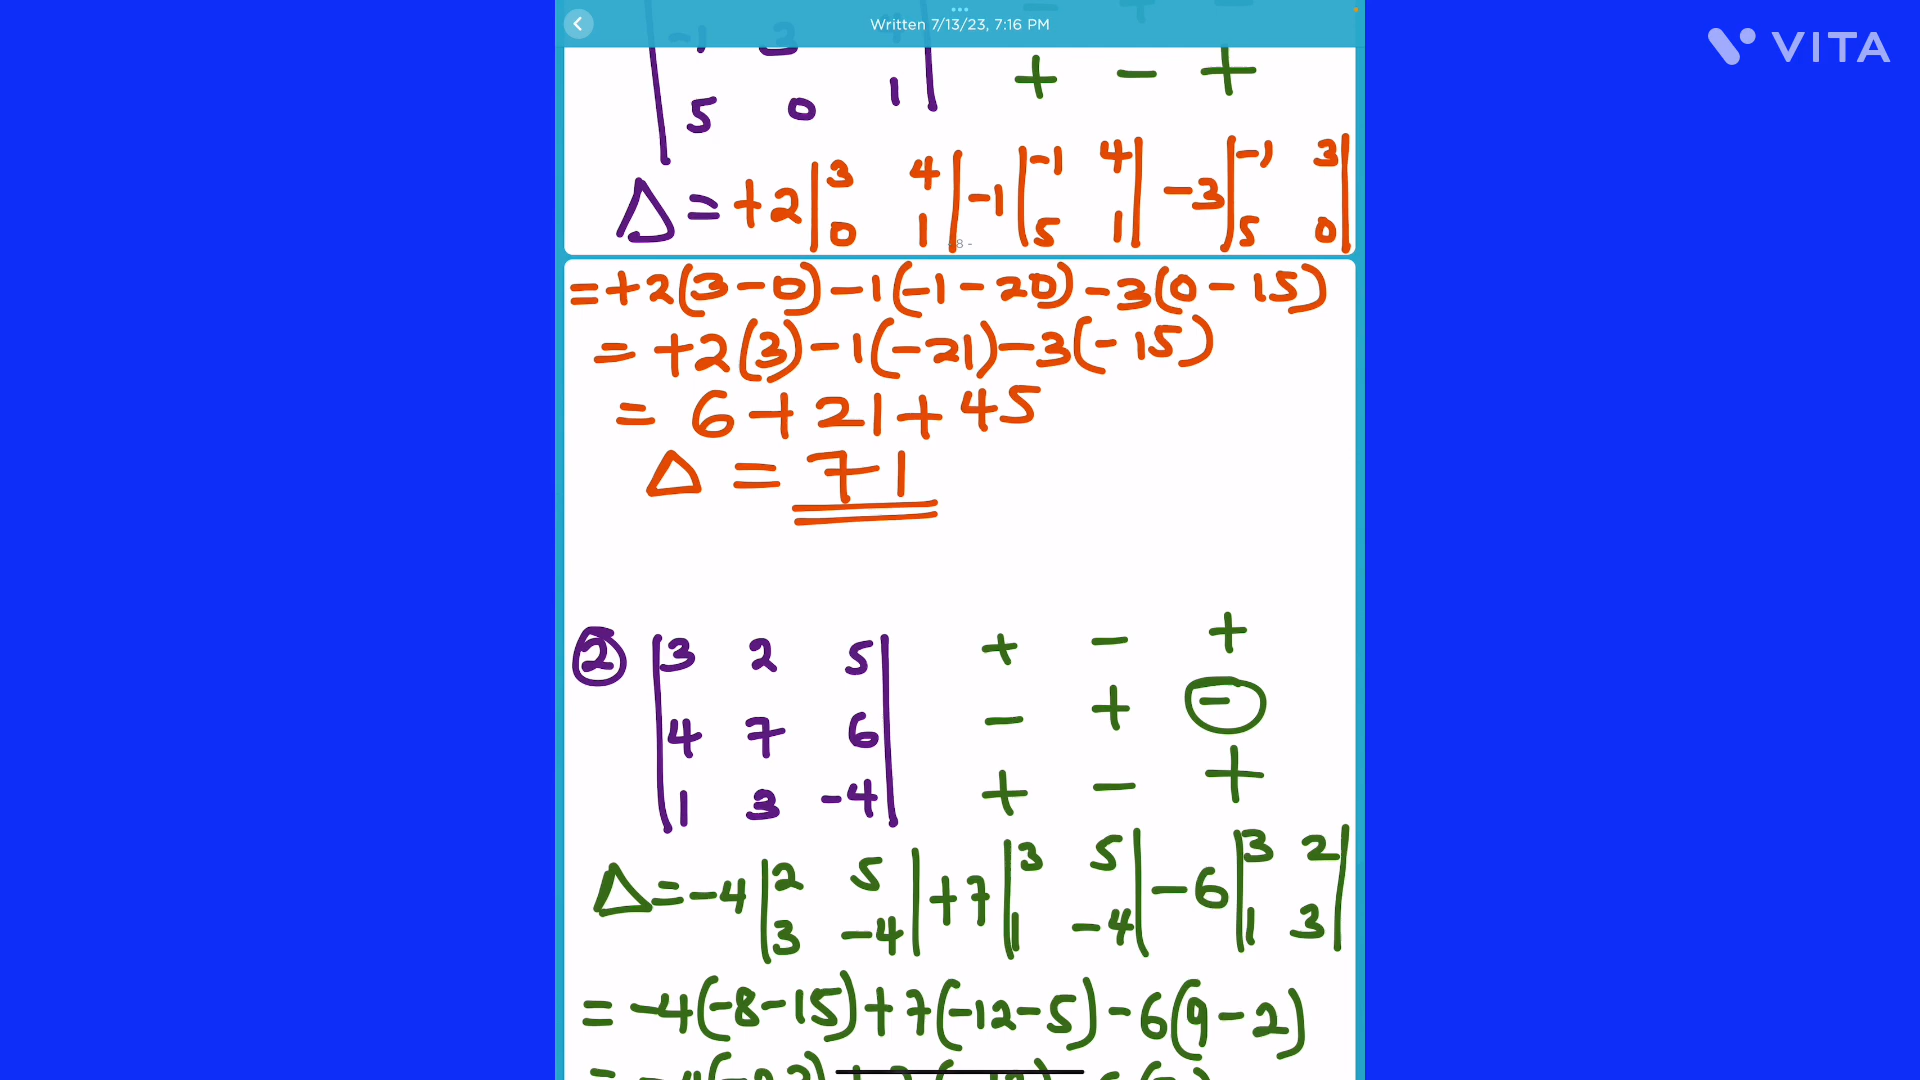 Written 7/13/23, 7:16 PM
VITA
-1 3 4
+ - +
5 0 1
Δ = +2 |3 4| -1 |-1 4| -3 |-1 3|
|0 1| |5 1| |5 0|
- 8 -
= +2(3-0) -1(-1-20) -3(0-15)
= +2(3) -1(-21) -3(-15)
= 6 + 21 + 45
Δ = 71
2 |3 2 5| + - +
|4 7 6| - + -
|1 3 -4| + - +
Δ = -4 |2 5| +7 |3 5| -6 |3 2|
|3 -4| |1 -4| |1 3|
= -4(-8-15) + 7(-12-5) - 6(9-2)